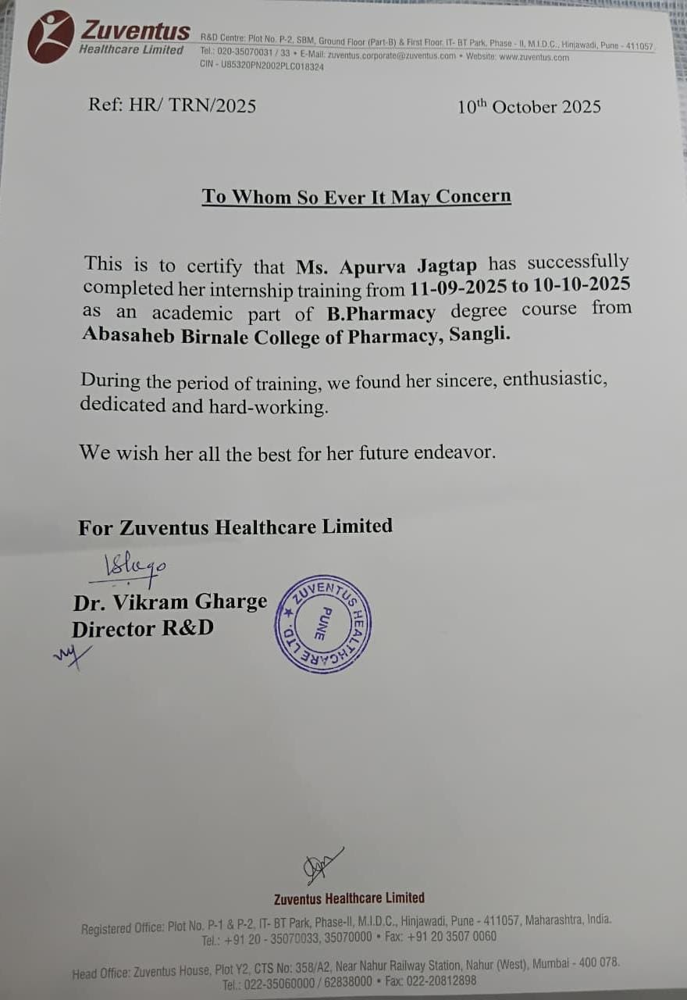 Zuventus
Healthcare Limited
R&D Centre: Plot No. P-2, SBM, Ground Floor (Part-B) & First Floor, IT- BT Park, Phase - II, M.I.D.C., Hinjawadi, Pune - 411057.
Tel.: 020-35070031 / 33 • E-Mail: zuventus.corporate@zuventus.com • Website: www.zuventus.com
CIN - U85320PN2002PLC018324
Ref: HR/ TRN/2025
10th October 2025
To Whom So Ever It May Concern
This is to certify that Ms. Apurva Jagtap has successfully
completed her internship training from 11-09-2025 to 10-10-2025
as an academic part of B.Pharmacy degree course from
Abasaheb Birnale College of Pharmacy, Sangli.
During the period of training, we found her sincere, enthusiastic,
dedicated and hard-working.
We wish her all the best for her future endeavor.
For Zuventus Healthcare Limited
Dr. Vikram Gharge
Director R&D
ZUVENTUS HEALTHCARE LTD. ★
PUNE
Zuventus Healthcare Limited
Registered Office: Plot No. P-1 & P-2, IT- BT Park, Phase-II, M.I.D.C., Hinjawadi, Pune - 411057, Maharashtra, India.
Tel.: +91 20 - 35070033, 35070000 • Fax: +91 20 3507 0060
Head Office: Zuventus House, Plot Y2, CTS No: 358/A2, Near Nahur Railway Station, Nahur (West), Mumbai - 400 078.
Tel.: 022-35060000 / 62838000 • Fax: 022-20812898